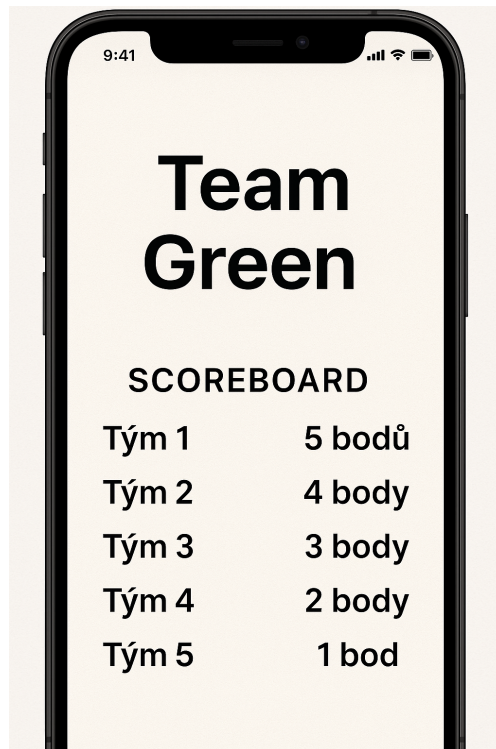 9:41
Team
Green
SCOREBOARD
Tým 1 5 bodů
Tým 2 4 body
Tým 3 3 body
Tým 4 2 body
Tým 5 1 bod